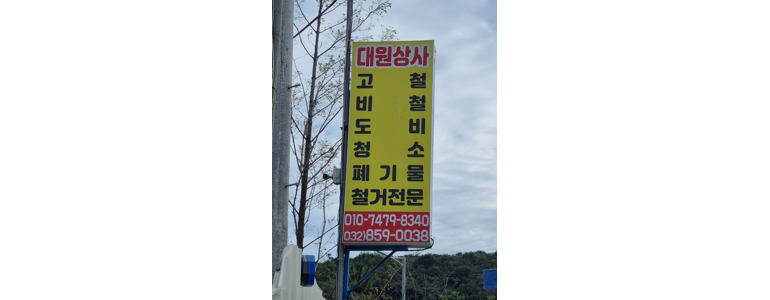 대원상사
고 철
비 철
도 비
청 소
폐 기 물
철거전문
010-7479-8340
032)859-0038